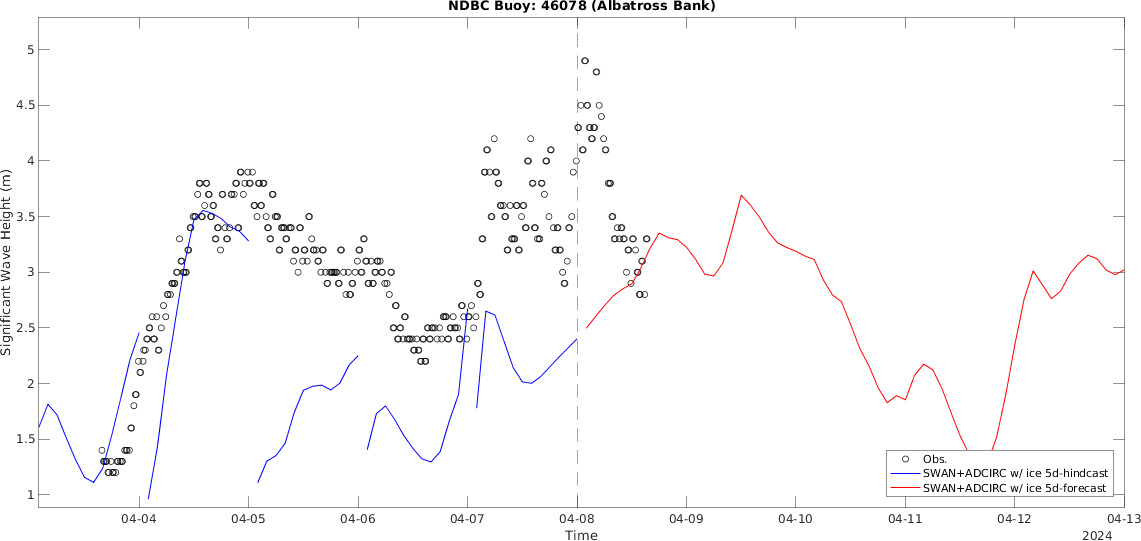 NDBC Buoy: 46078 (Albatross Bank)
Significant Wave Height (m)
5
4.5
4
3.5
3
2.5
2
1.5
1
Obs.
SWAN+ADCIRC w/ ice 5d-hindcast
SWAN+ADCIRC w/ ice 5d-forecast
04-04 04-05 04-06 04-07 04-08 04-09 04-10 04-11 04-12 04-13
Time
2024